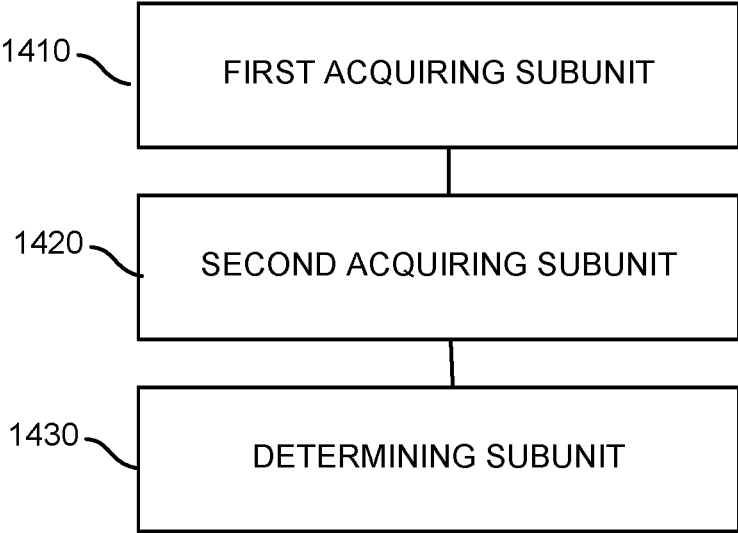 1410
FIRST ACQUIRING SUBUNIT
1420
SECOND ACQUIRING SUBUNIT
1430
DETERMINING SUBUNIT